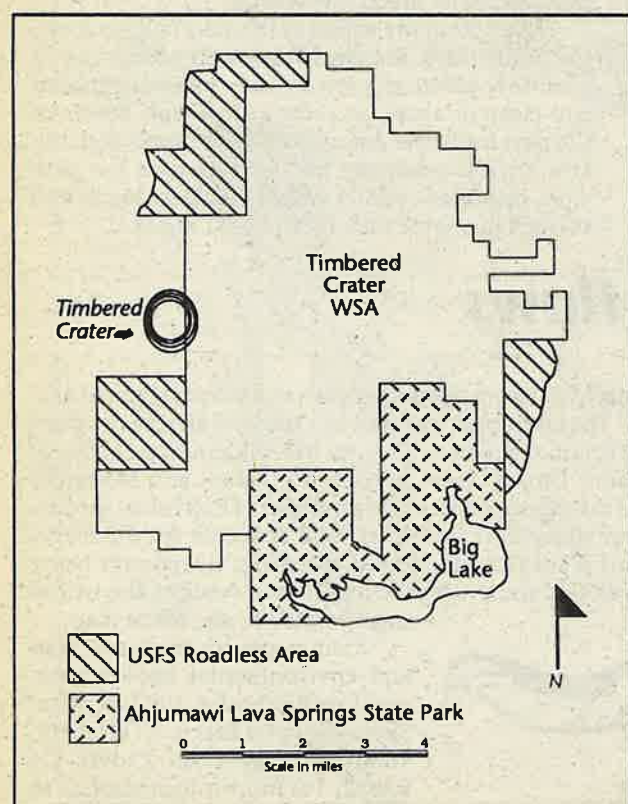 Timbered
Crater
WSA
Timbered
Crater
Big
Lake
N
USFS Roadless Area
Ahjumawi Lava Springs State Park
0 1 2 3 4
Scale in miles